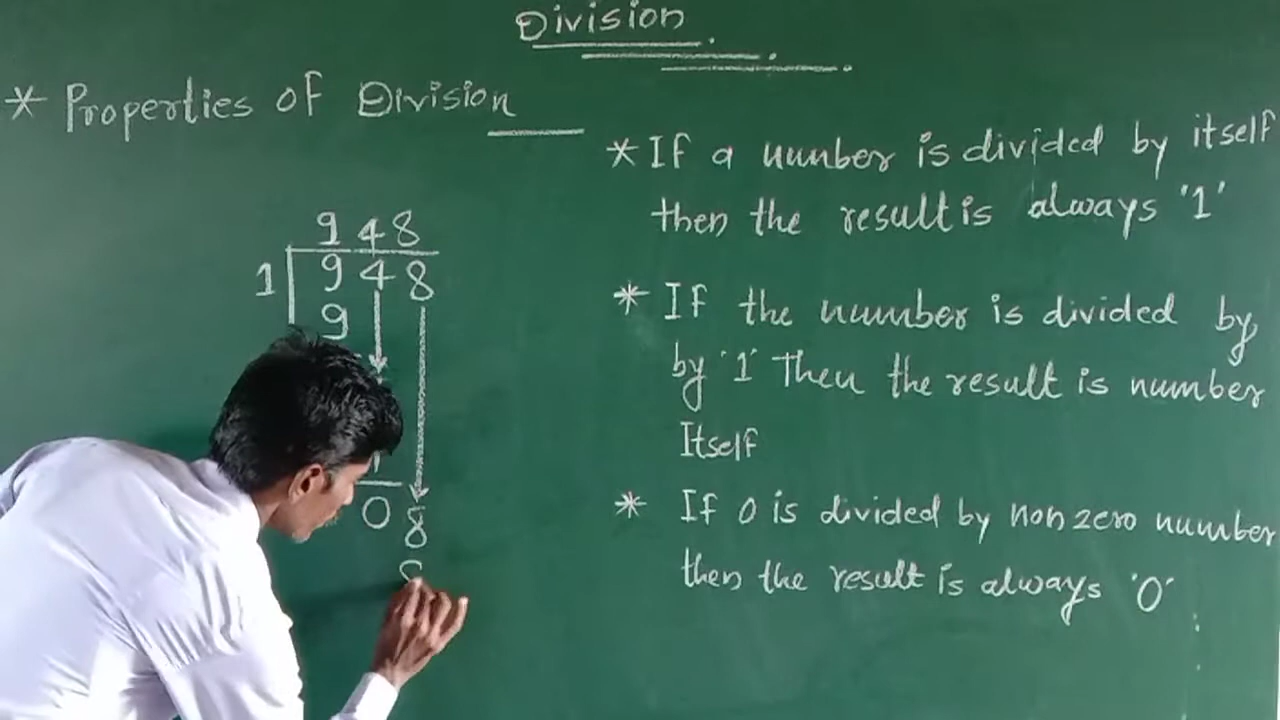 Division
* Properties of Division
948
1 948
9
08
* If a number is divided by itself
then the result is always '1'
* If the number is divided by
by '1' Then the result is number
Itself
* If 0 is divided by non zero number
then the result is always '0'